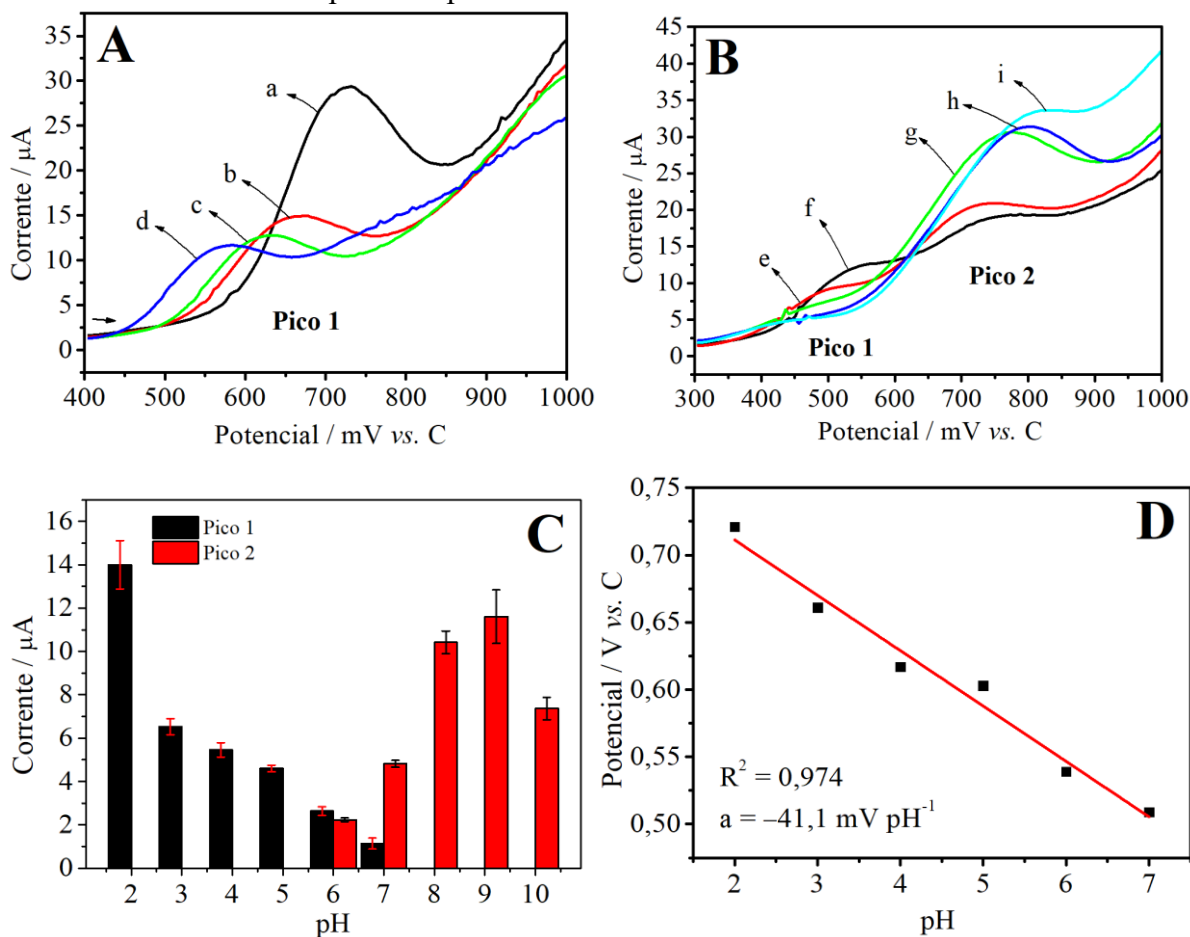 A
35
30
25
20
15
10
5
0
Corrente / µA
a
b
c
d
Pico 1
400 500 600 700 800 900 1000
Potencial / mV vs. C
B
45
40
35
30
25
20
15
10
5
0
Corrente / µA
i
h
g
f
e
Pico 2
Pico 1
300 400 500 600 700 800 900 1000
Potencial / mV vs. C
C
Pico 1
Pico 2
16
14
12
10
8
6
4
2
0
Corrente / µA
2 3 4 5 6 7 8 9 10
pH
D
0,75
0,70
0,65
0,60
0,55
0,50
Potencial / V vs. C
R² = 0,974
a = –41,1 mV pH⁻¹
2 3 4 5 6 7
pH